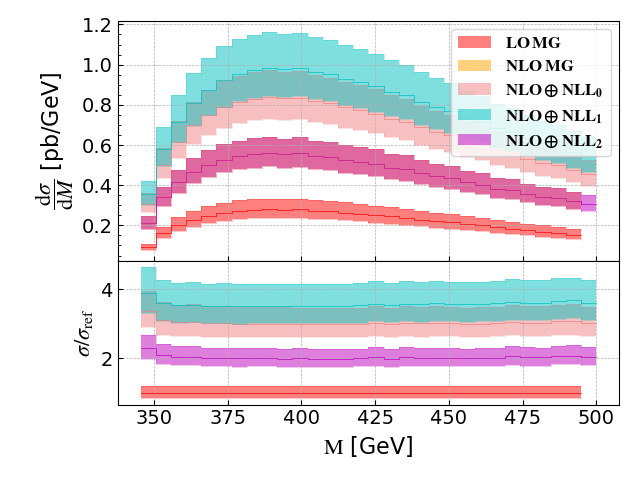 1.2
1.0
0.8
0.6
0.4
0.2
dσ/dM [pb/GeV]
LO MG
NLO MG
NLO ⊕ NLL₀
NLO ⊕ NLL₁
NLO ⊕ NLL₂
4
2
σ/σ_ref
350 375 400 425 450 475 500
M [GeV]